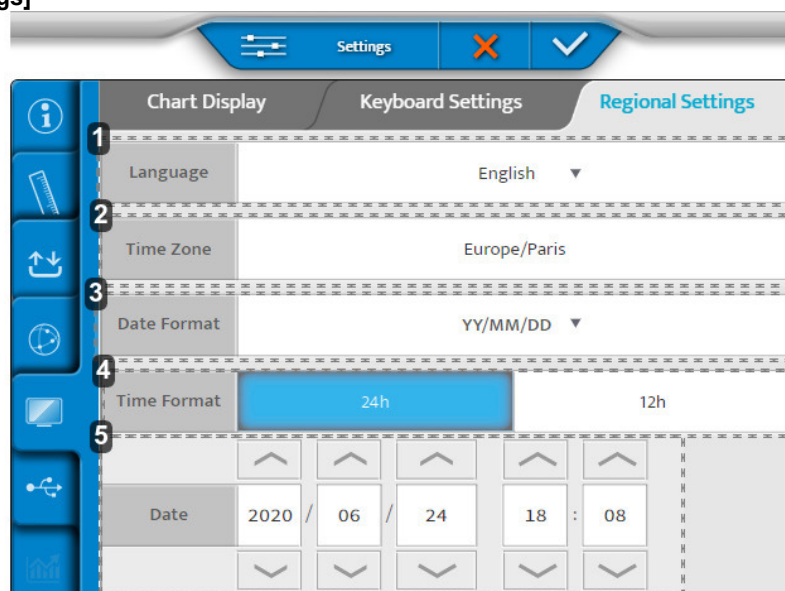 gs]
Settings
Chart Display Keyboard Settings Regional Settings
1
Language English
2
Time Zone Europe/Paris
3
Date Format YY/MM/DD
4
Time Format 24h 12h
5
Date 2020 / 06 / 24 18 : 08